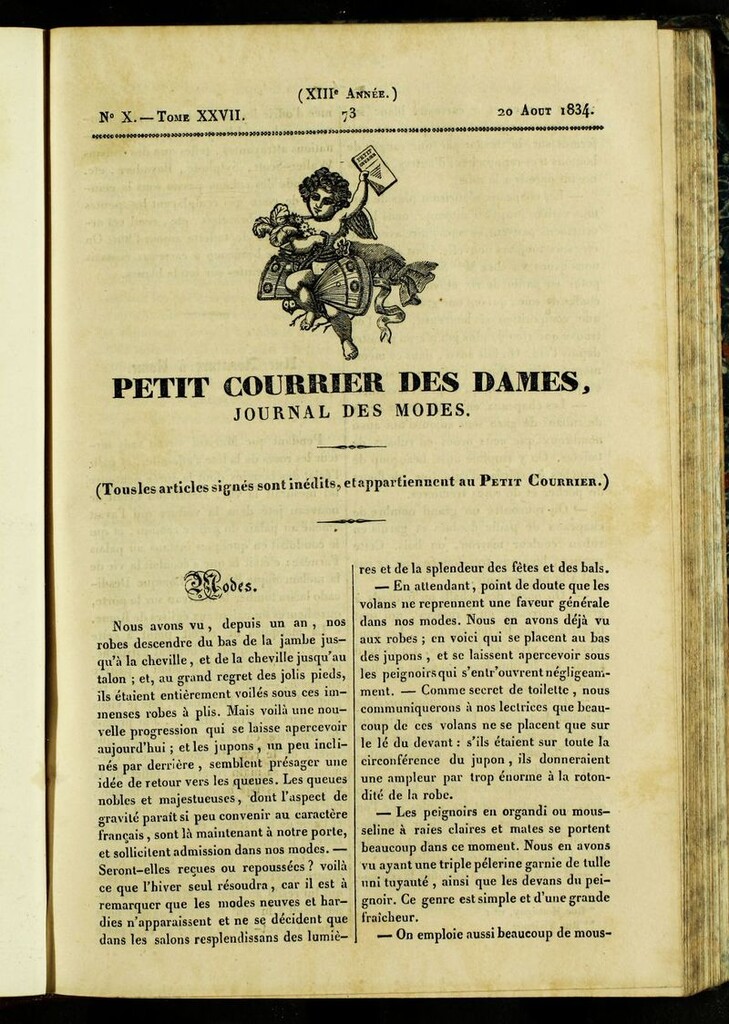 (XIIIe Année.)
No X. — Tome XXVII.
73
20 Aout 1834.
PETIT COURRIER
PETIT COURRIER DES DAMES,
JOURNAL DES MODES.
(Tous les articles signés sont inédits, et appartiennent au Petit Courrier.)
Modes.
Nous avons vu, depuis un an, nos
robes descendre du bas de la jambe jus-
qu'à la cheville, et de la cheville jusqu'au
talon ; et, au grand regret des jolis pieds,
ils étaient entièrement voilés sous ces im-
menses robes à plis. Mais voilà une nou-
velle progression qui se laisse apercevoir
aujourd'hui ; et les jupons, un peu incli-
nés par derrière, semblent présager une
idée de retour vers les queues. Les queues
nobles et majestueuses, dont l'aspect de
gravité paraît si peu convenir au caractère
français, sont là maintenant à notre porte,
et sollicitent admission dans nos modes. —
Seront-elles reçues ou repoussées ? voilà
ce que l'hiver seul résoudra, car il est à
remarquer que les modes neuves et har-
dies n'apparaissent et ne se décident que
dans les salons resplendissans des lumiè-
res et de la splendeur des fêtes et des bals.
— En attendant, point de doute que les
volans ne reprennent une faveur générale
dans nos modes. Nous en avons déjà vu
aux robes ; en voici qui se placent au bas
des jupons, et se laissent apercevoir sous
les peignoirs qui s'entr'ouvrent négligeam-
ment. — Comme secret de toilette, nous
communiquerons à nos lectrices que beau-
coup de ces volans ne se placent que sur
le lé du devant : s'ils étaient sur toute la
circonférence du jupon, ils donneraient
une ampleur par trop énorme à la roton-
dité de la robe.
— Les peignoirs en organdi ou mous-
seline à raies claires et mates se portent
beaucoup dans ce moment. Nous en avons
vu ayant une triple pélerine garnie de tulle
uni tuyauté, ainsi que les devans du pei-
gnoir. Ce genre est simple et d'une grande
fraîcheur.
— On emploie aussi beaucoup de mous-